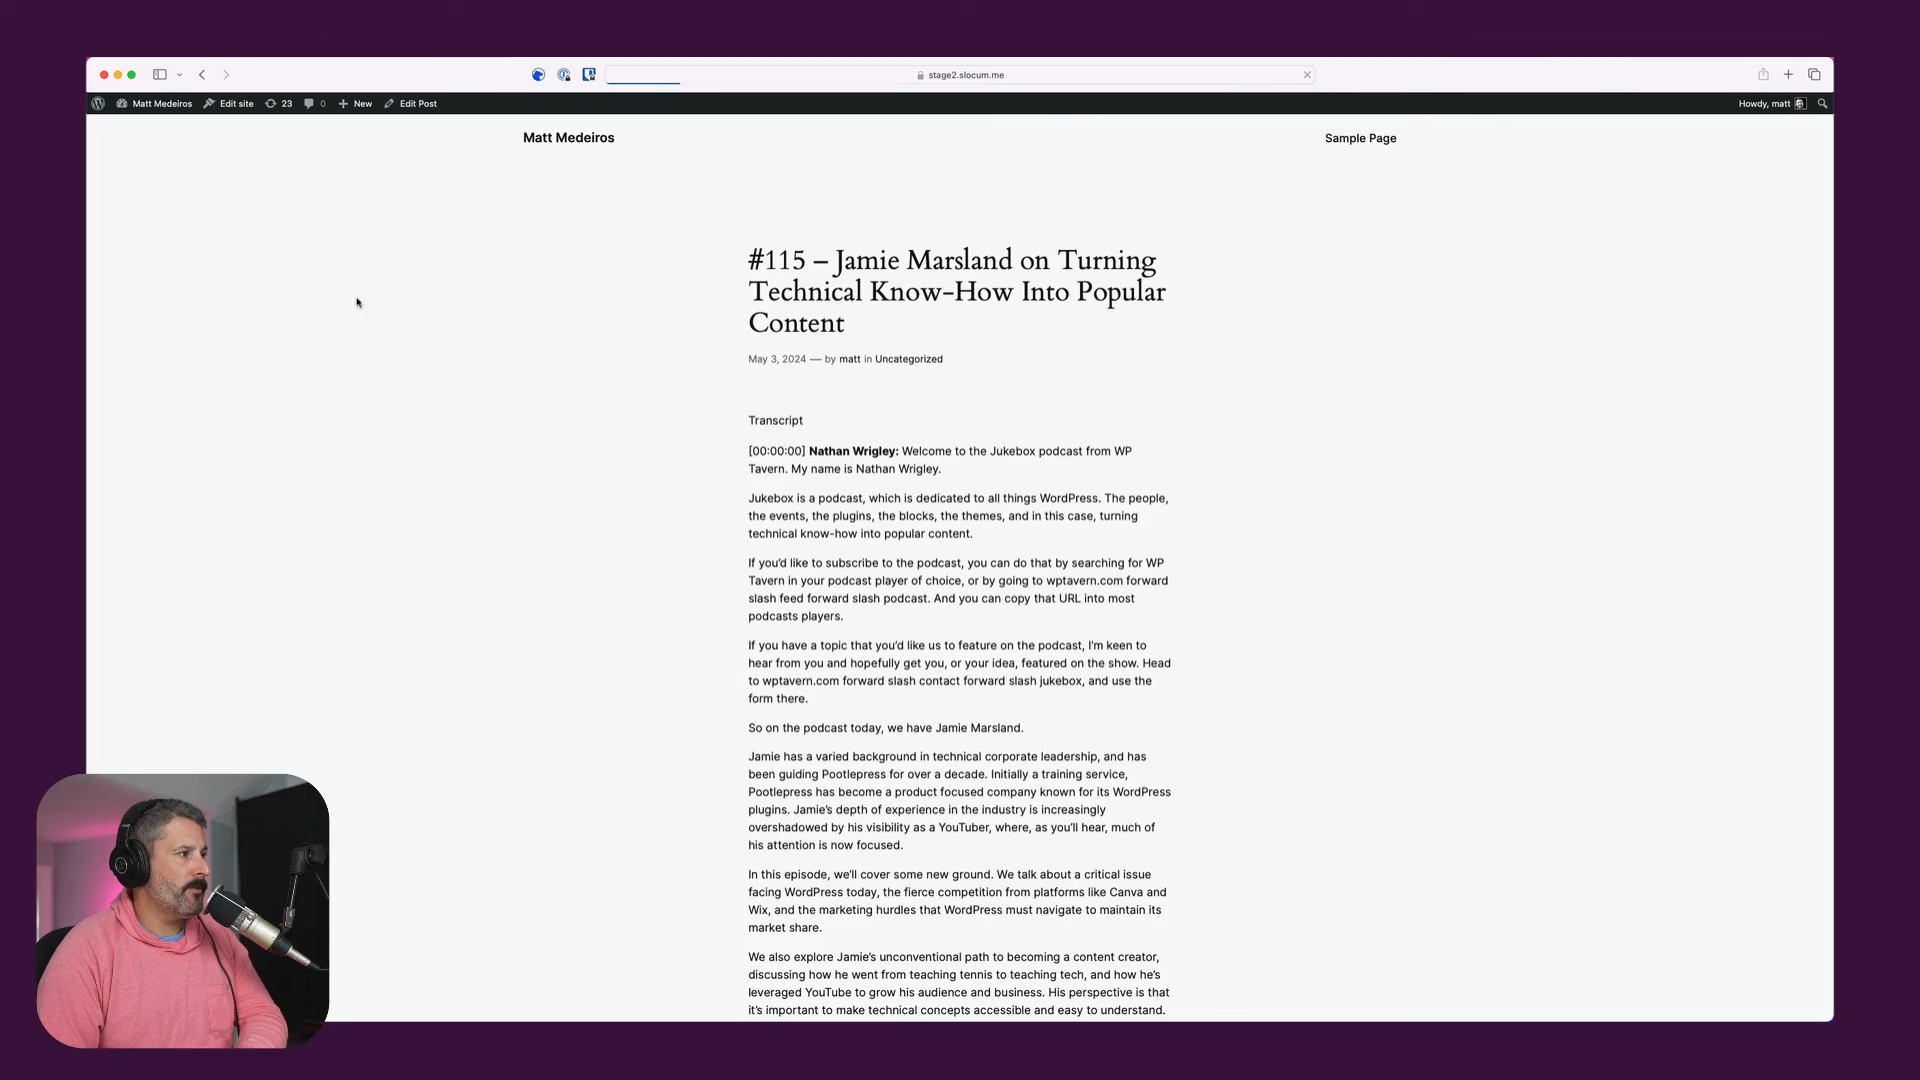 stage2.slocum.me
Matt Medeiros Edit site 23 0 New Edit Post Howdy, matt
Matt Medeiros Sample Page
#115 – Jamie Marsland on Turning
Technical Know-How Into Popular
Content
May 3, 2024 — by matt in Uncategorized
Transcript
[00:00:00] Nathan Wrigley: Welcome to the Jukebox podcast from WP
Tavern. My name is Nathan Wrigley.
Jukebox is a podcast, which is dedicated to all things WordPress. The people,
the events, the plugins, the blocks, the themes, and in this case, turning
technical know-how into popular content.
If you’d like to subscribe to the podcast, you can do that by searching for WP
Tavern in your podcast player of choice, or by going to wptavern.com forward
slash feed forward slash podcast. And you can copy that URL into most
podcasts players.
If you have a topic that you’d like us to feature on the podcast, I’m keen to
hear from you and hopefully get you, or your idea, featured on the show. Head
to wptavern.com forward slash contact forward slash jukebox, and use the
form there.
So on the podcast today, we have Jamie Marsland.
Jamie has a varied background in technical corporate leadership, and has
been guiding Pootlepress for over a decade. Initially a training service,
Pootlepress has become a product focused company known for its WordPress
plugins. Jamie’s depth of experience in the industry is increasingly
overshadowed by his visibility as a YouTuber, where, as you’ll hear, much of
his attention is now focused.
In this episode, we’ll cover some new ground. We talk about a critical issue
facing WordPress today, the fierce competition from platforms like Canva and
Wix, and the marketing hurdles that WordPress must navigate to maintain its
market share.
We also explore Jamie’s unconventional path to becoming a content creator,
discussing how he went from teaching tennis to teaching tech, and how he’s
leveraged YouTube to grow his audience and business. His perspective is that
it’s important to make technical concepts accessible and easy to understand.